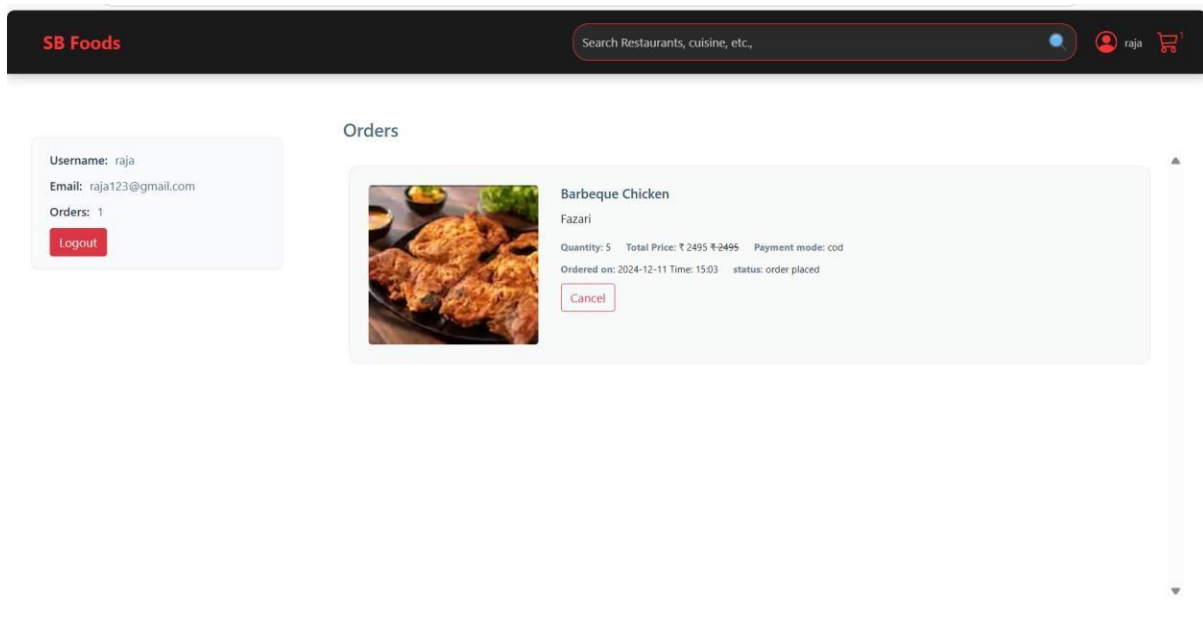 SB Foods
Search Restaurants, cuisine, etc.,
raja
1
Username: raja
Email: raja123@gmail.com
Orders: 1
Logout
Orders
Barbeque Chicken
Fazari
Quantity: 5 Total Price: ₹ 2495 ₹ 2495 Payment mode: cod
Ordered on: 2024-12-11 Time: 15:03 status: order placed
Cancel